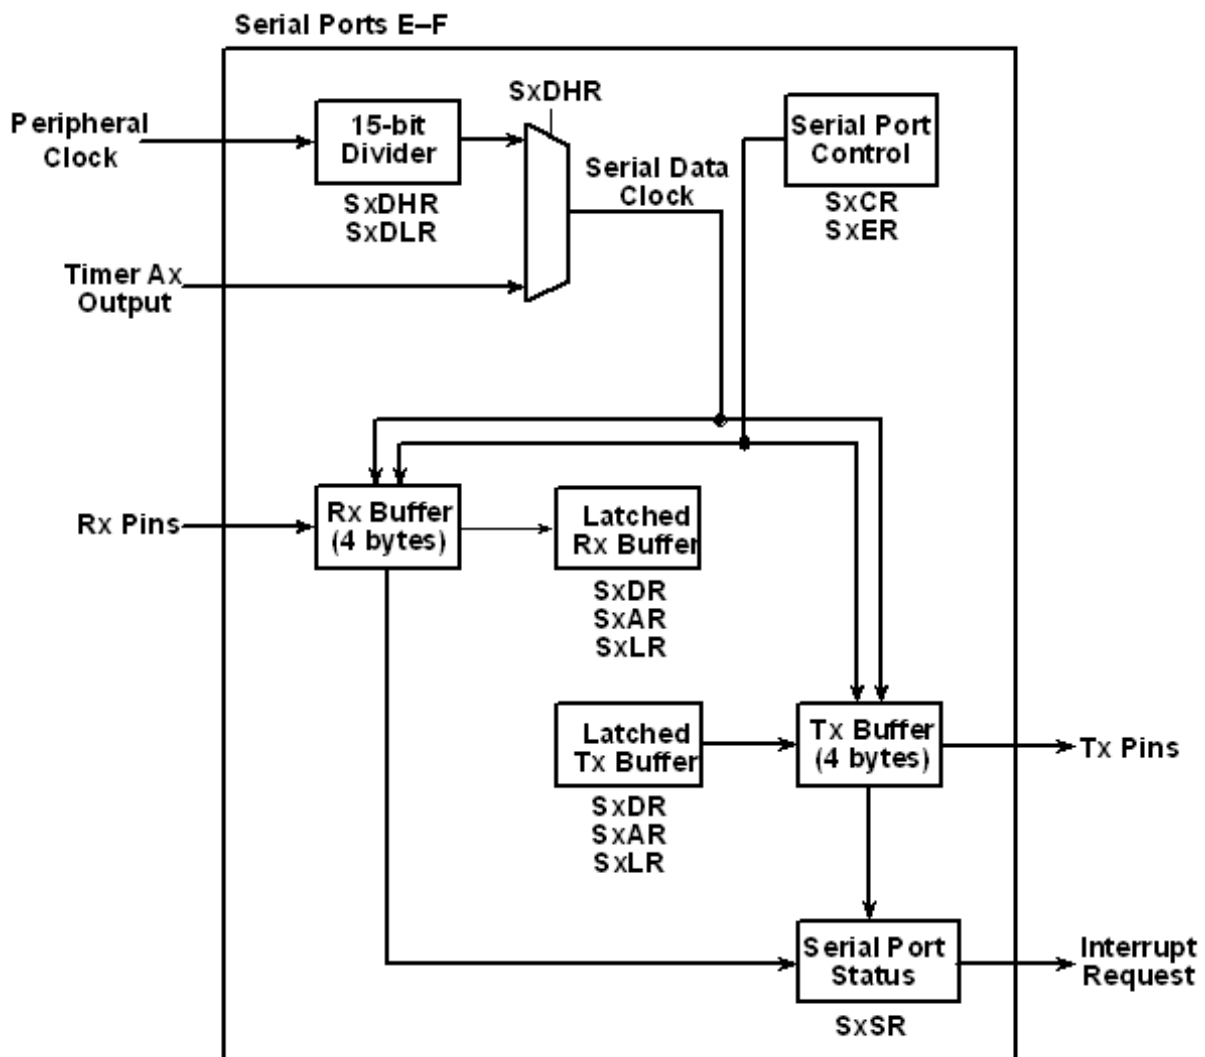 Serial Ports E–F
SxDHR
Peripheral
Clock
15-bit
Divider
SxDHR
SxDLR
Serial Data
Clock
Serial Port
Control
SxCR
SxER
Timer Ax
Output
Rx Pins
Rx Buffer
(4 bytes)
Latched
Rx Buffer
SxDR
SxAR
SxLR
Latched
Tx Buffer
SxDR
SxAR
SxLR
Tx Buffer
(4 bytes)
Tx Pins
Serial Port
Status
SxSR
Interrupt
Request